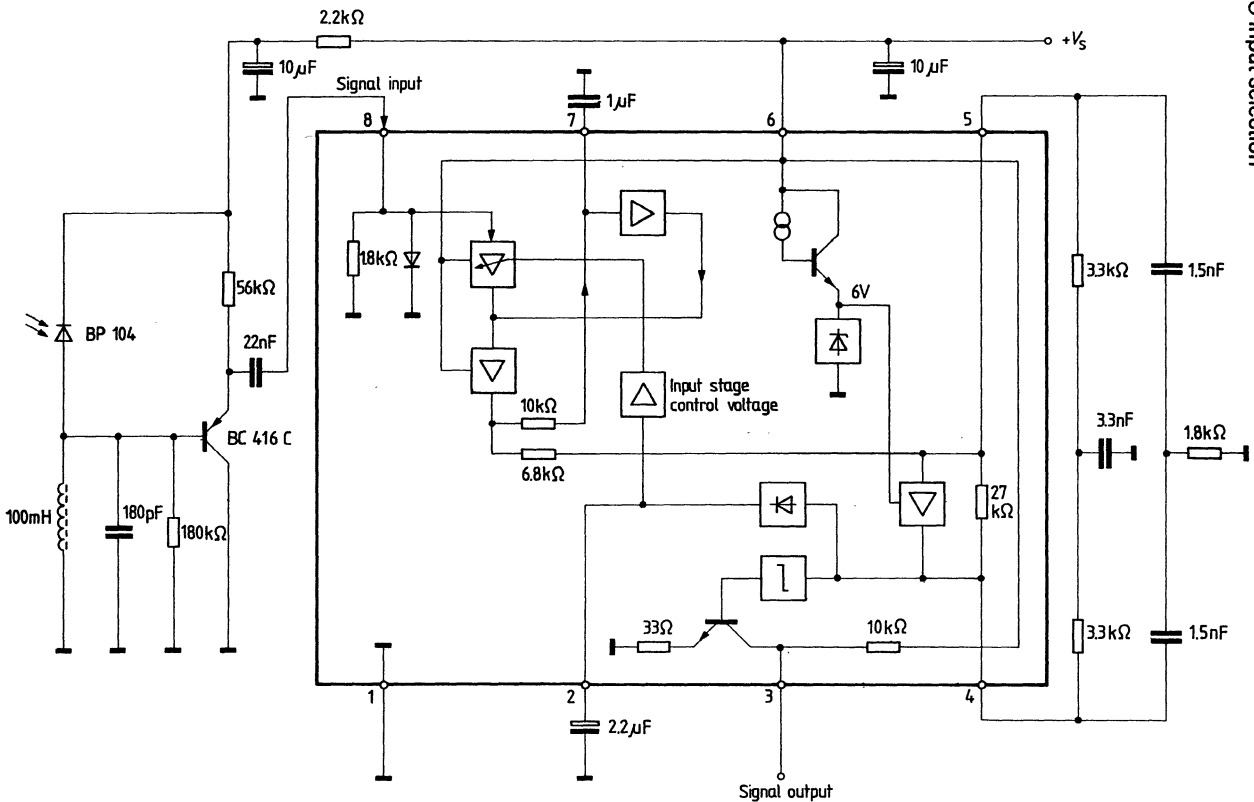 O Input Selection
2.2kΩ
+Vs
10µF
10µF
Signal input
1µF
8
7
6
5
1.8kΩ
56kΩ
6V
3.3kΩ
1.5nF
BP 104
22nF
Input stage
control voltage
10kΩ
BC 416 C
3.3nF
1.8kΩ
6.8kΩ
27
kΩ
100mH
180pF
180kΩ
33Ω
10kΩ
3.3kΩ
1.5nF
1
2
3
4
2.2µF
Signal output